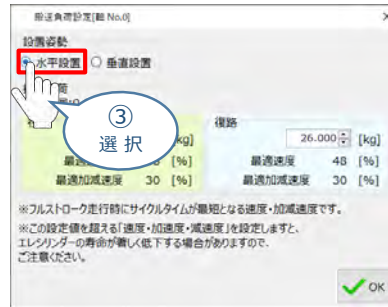 搬送負荷設定[軸 No.0]
設置姿勢
水平設置 垂直設置
③
選択
[kg]
[%]
最適加減速度 30 [%]
復路
26.000 [kg]
最適速度 48 [%]
最適加減速度 30 [%]
※フルストローク走行時にサイクルタイムが最短となる速度・加減速度です。
※この設定値を超える「速度・加速度・減速度」を設定しますと、
エレシリンダーの寿命が著しく低下する場合がありますので、
ご注意ください。
OK